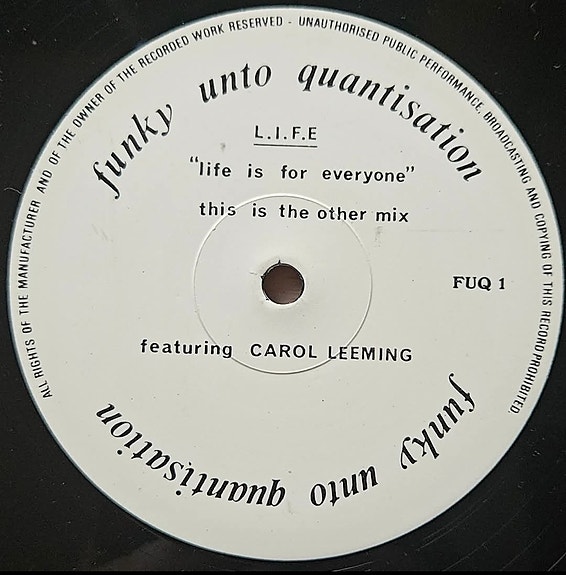 ALL RIGHTS OF THE MANUFACTURER AND OF THE OWNER OF THE RECORDED WORK RESERVED - UNAUTHORISED PUBLIC PERFORMANCE, BROADCASTING AND COPYING OF THIS RECORD PROHIBITED.
funky unto quantisation
L.I.F.E
"life is for everyone"
this is the other mix
FUQ 1
featuring CAROL LEEMING
funky unto quantisation